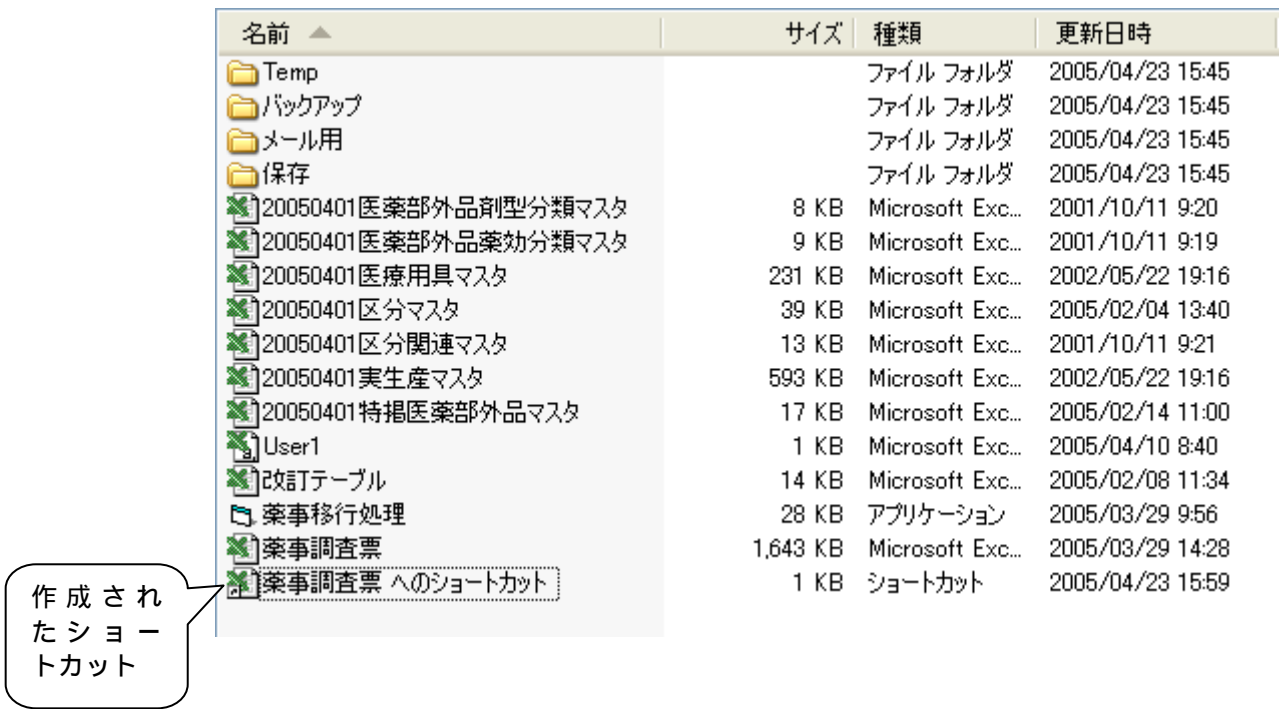 名前 サイズ 種類 更新日時
Temp ファイル フォルダ 2005/04/23 15:45
バックアップ ファイル フォルダ 2005/04/23 15:45
メール用 ファイル フォルダ 2005/04/23 15:45
保存 ファイル フォルダ 2005/04/23 15:45
20050401医薬部外品剤型分類マスタ 8 KB Microsoft Exc... 2001/10/11 9:20
20050401医薬部外品薬効分類マスタ 9 KB Microsoft Exc... 2001/10/11 9:19
20050401医療用具マスタ 231 KB Microsoft Exc... 2002/05/22 19:16
20050401区分マスタ 39 KB Microsoft Exc... 2005/02/04 13:40
20050401区分関連マスタ 13 KB Microsoft Exc... 2001/10/11 9:21
20050401実生産マスタ 593 KB Microsoft Exc... 2002/05/22 19:16
20050401特掲医薬部外品マスタ 17 KB Microsoft Exc... 2005/02/14 11:00
User1 1 KB Microsoft Exc... 2005/04/10 8:40
改訂テーブル 14 KB Microsoft Exc... 2005/02/08 11:34
薬事移行処理 28 KB アプリケーション 2005/03/29 9:56
薬事調査票 1,643 KB Microsoft Exc... 2005/03/29 14:28
薬事調査票 へのショートカット 1 KB ショートカット 2005/04/23 15:59
作成され
たショー
トカット